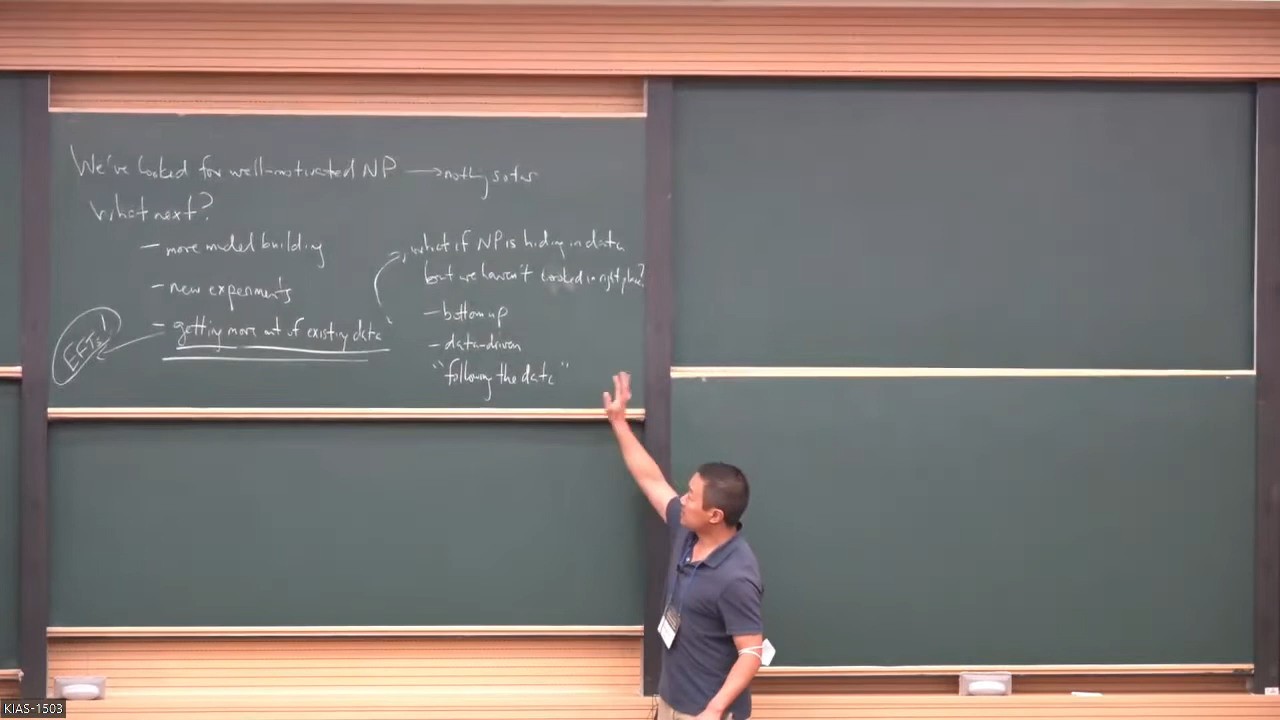 We've looked for well-motivated NP → nothing so far
What next?
- more model building
- new experiments
- getting more out of existing data
EFTs!
what if NP is hiding in data
but we haven't looked in right place?
- bottom up
- data-driven
"following the data"
KIAS-1503